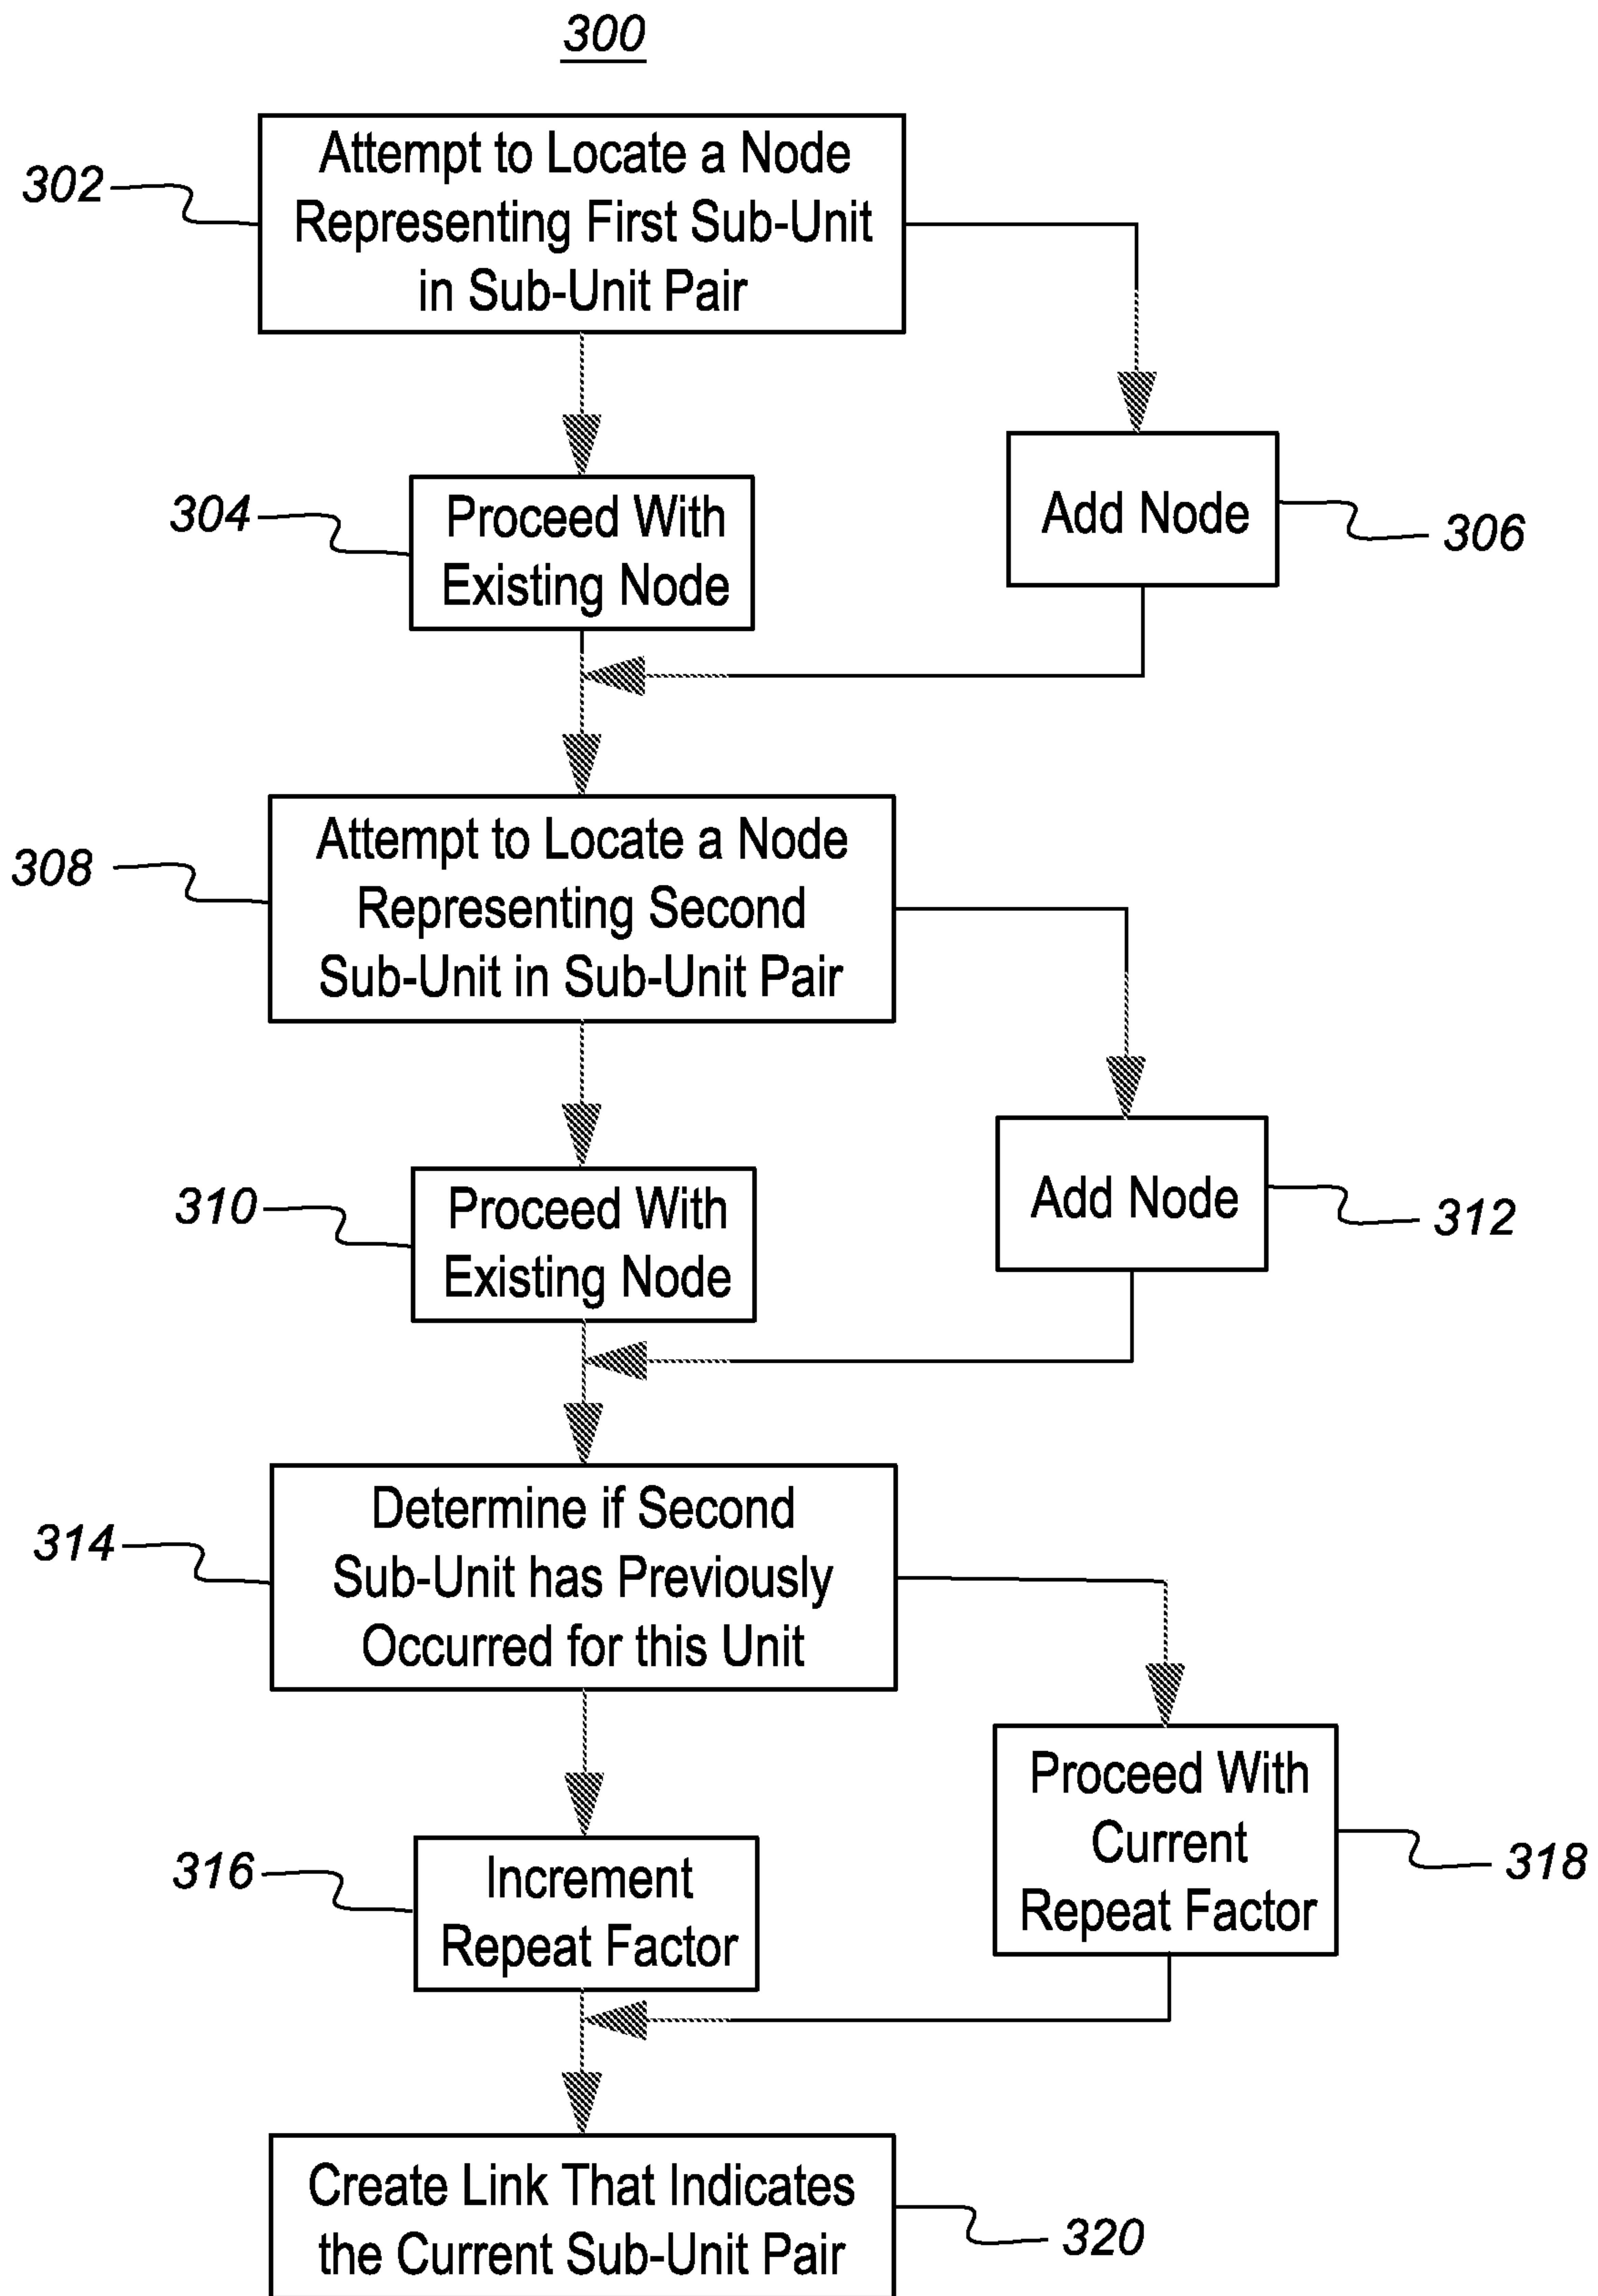 300
302
Attempt to Locate a Node
Representing First Sub-Unit
in Sub-Unit Pair
304
Proceed With
Existing Node
Add Node
306
308
Attempt to Locate a Node
Representing Second
Sub-Unit in Sub-Unit Pair
310
Proceed With
Existing Node
Add Node
312
314
Determine if Second
Sub-Unit has Previously
Occurred for this Unit
316
Increment
Repeat Factor
Proceed With
Current
Repeat Factor
318
Create Link That Indicates
the Current Sub-Unit Pair
320